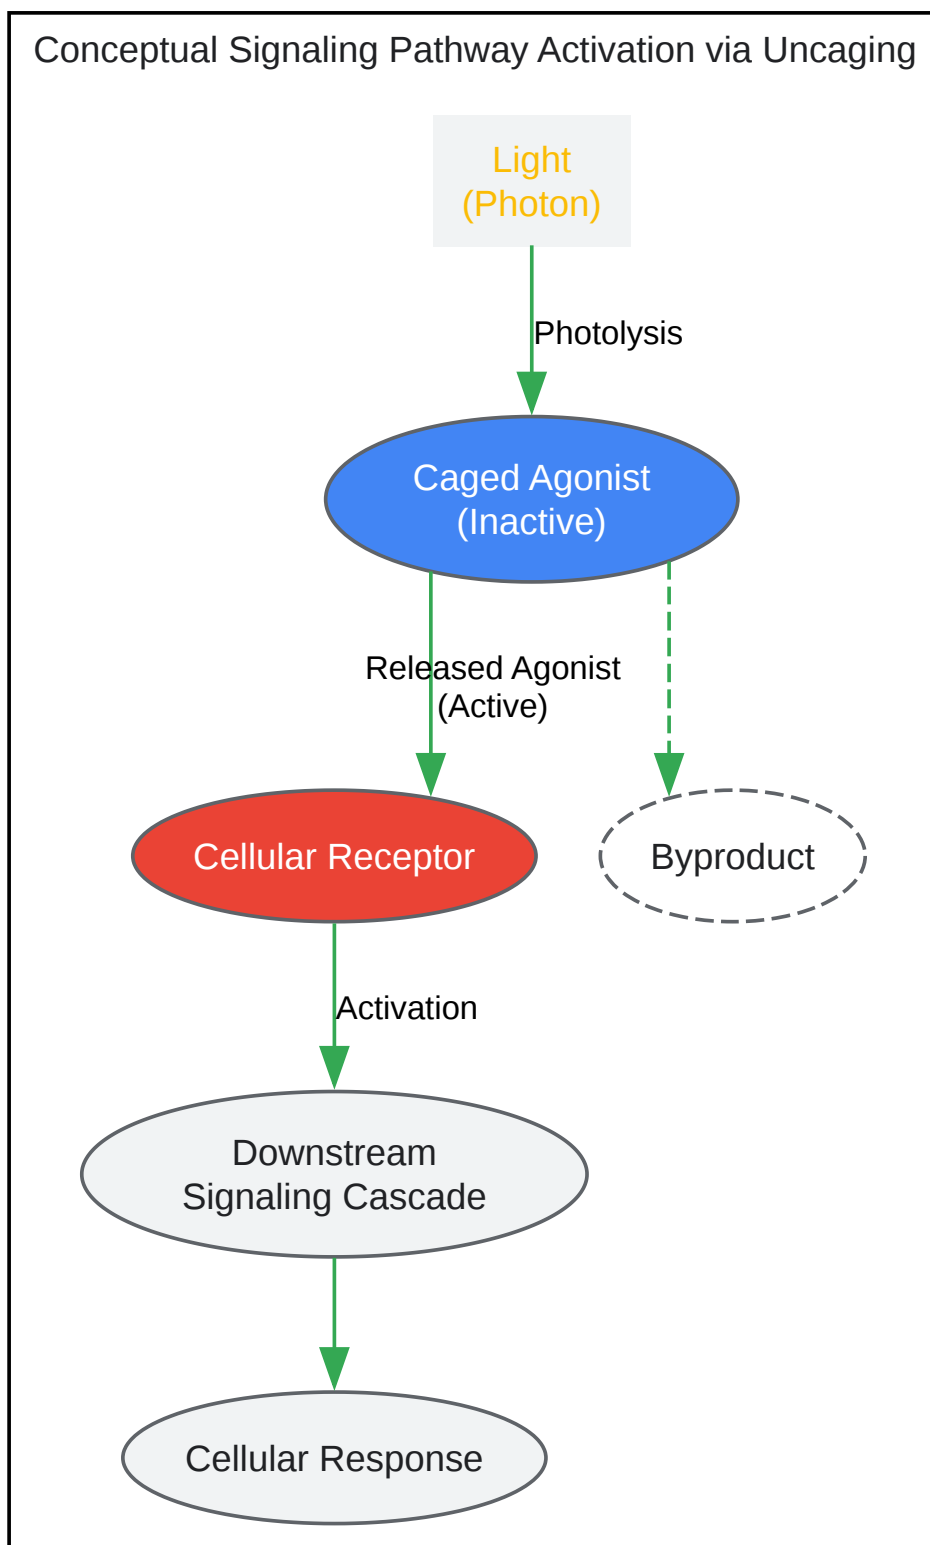 Conceptual Signaling Pathway Activation via Uncaging
Light
(Photon)
Photolysis
Caged Agonist
(Inactive)
Released Agonist
(Active)
Cellular Receptor
Byproduct
Activation
Downstream
Signaling Cascade
Cellular Response